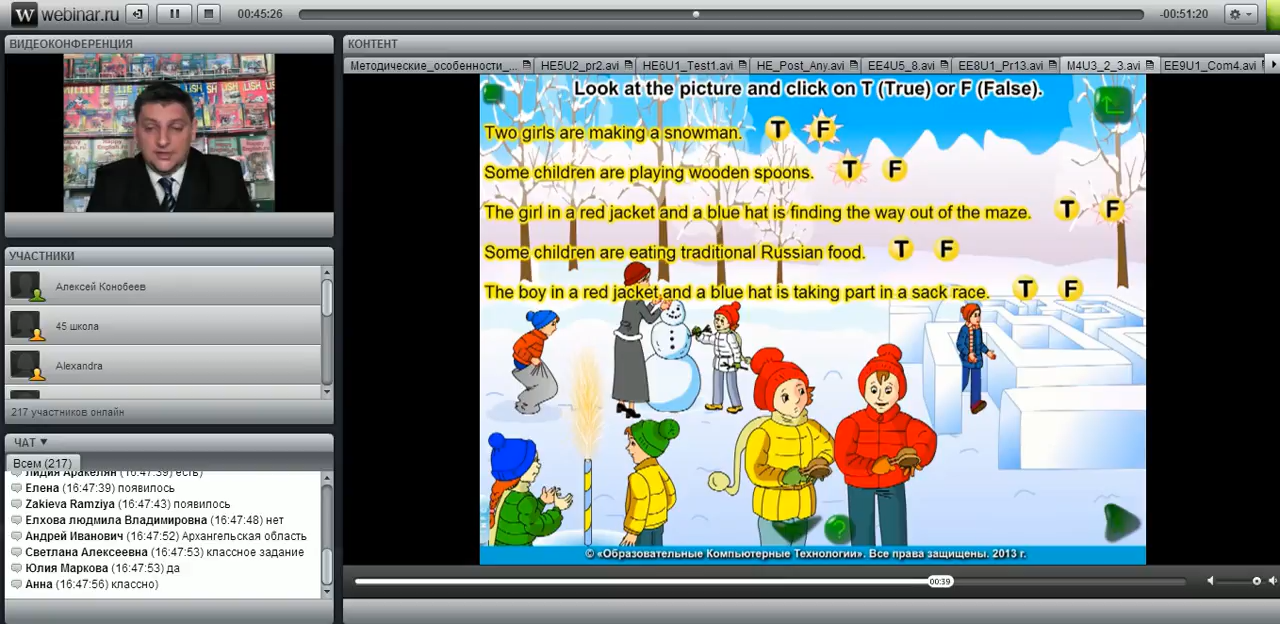 webinar.ru
00:45:26
-00:51:20
ВИДЕОКОНФЕРЕНЦИЯ
КОНТЕНТ
Методические_особенности_...
HE5U2_pr2.avi
HE6U1_Test1.avi
HE_Post_Any.avi
EE4U5_8.avi
EE8U1_Pr13.avi
M4U3_2_3.avi
EE9U1_Com4.avi
Look at the picture and click on T (True) or F (False).
Two girls are making a snowman. T F
Some children are playing wooden spoons. T F
The girl in a red jacket and a blue hat is finding the way out of the maze. T F
Some children are eating traditional Russian food. T F
The boy in a red jacket and a blue hat is taking part in a sack race. T F
© «Образовательные Компьютерные Технологии». Все права защищены. 2013 г.
00:39
УЧАСТНИКИ
Алексей Конобеев
45 школа
Alexandra
217 участников онлайн
ЧАТ
Всем (217)
Лидия Аракелян (16:47:39) есть)
Елена (16:47:39) появилось
Zakieva Ramziya (16:47:43) появилось
Елхова людмила Владимировна (16:47:48) нет
Андрей Иванович (16:47:52) Архангельская область
Светлана Алексеевна (16:47:53) классное задание
Юлия Маркова (16:47:53) да
Анна (16:47:56) классно)